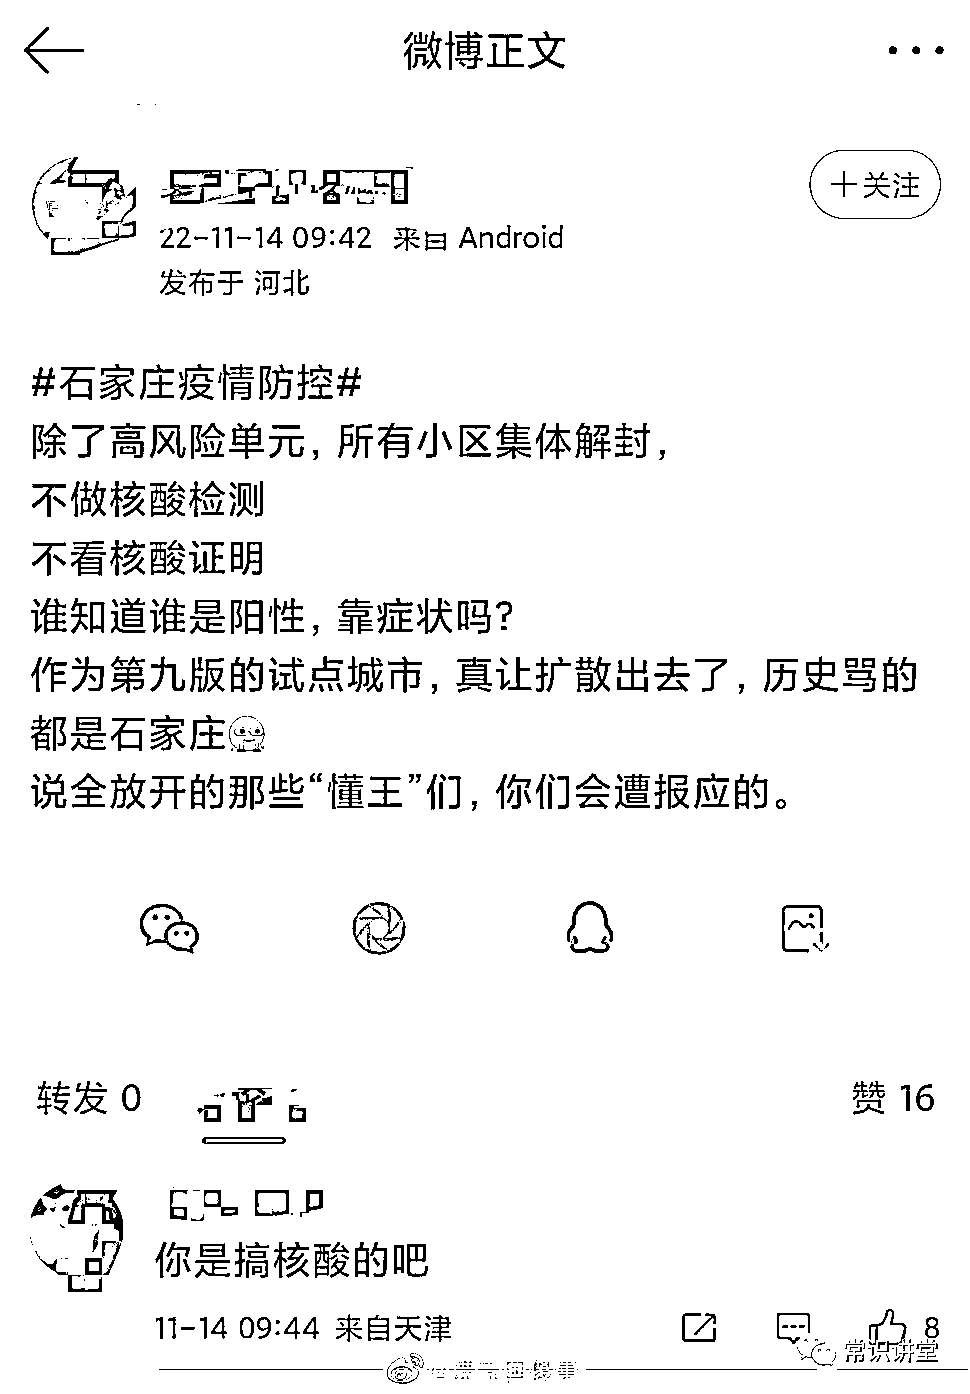 微博正文
＋关注
22-11-14 09:42 来自 Android
发布于 河北
#石家庄疫情防控#
除了高风险单元，所有小区集体解封，
不做核酸检测
不看核酸证明
谁知道谁是阳性，靠症状吗？
作为第九版的试点城市，真让扩散出去了，历史骂的
都是石家庄
说全放开的那些“懂王”们，你们会遭报应的。
转发 0
赞 16
你是搞核酸的吧
11-14 09:44 来自天津
8
常识讲堂